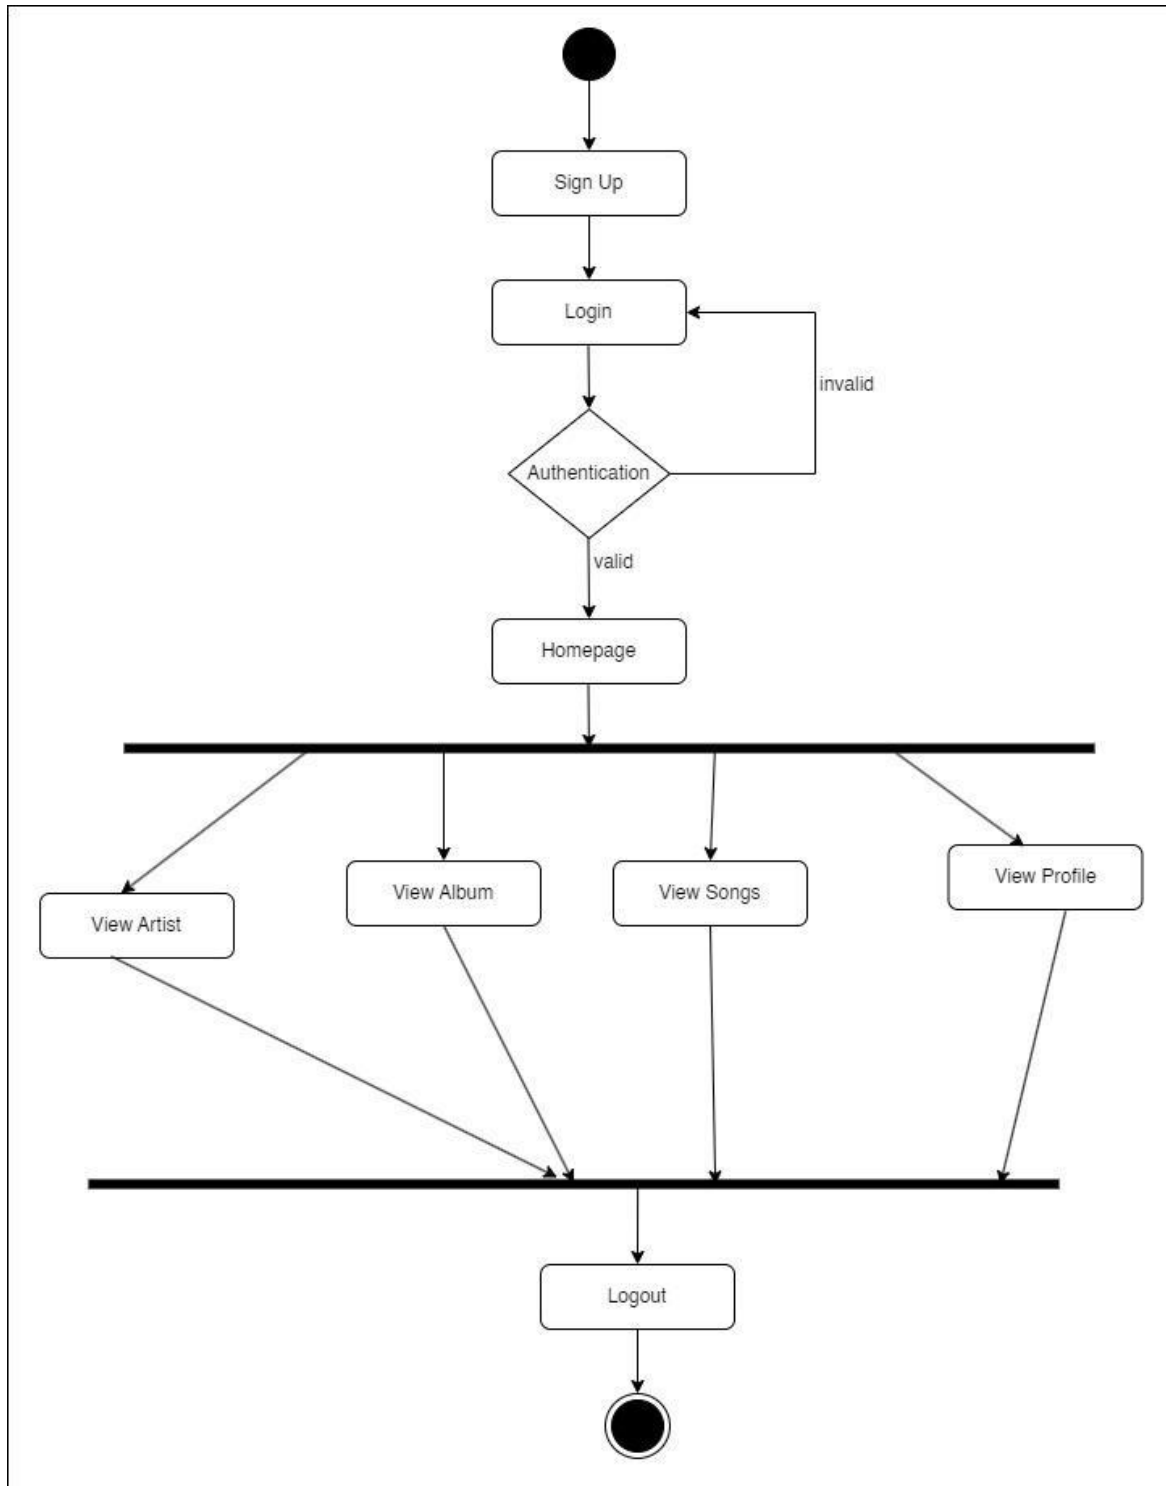 Sign Up
Login
invalid
Authentication
valid
Homepage
View Artist
View Album
View Songs
View Profile
Logout